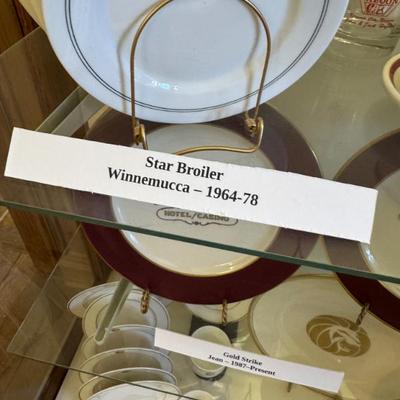 Star Broiler
Winnemucca – 1964-78
HOTEL/CASINO
Gold Strike
Jean – 1987–Present